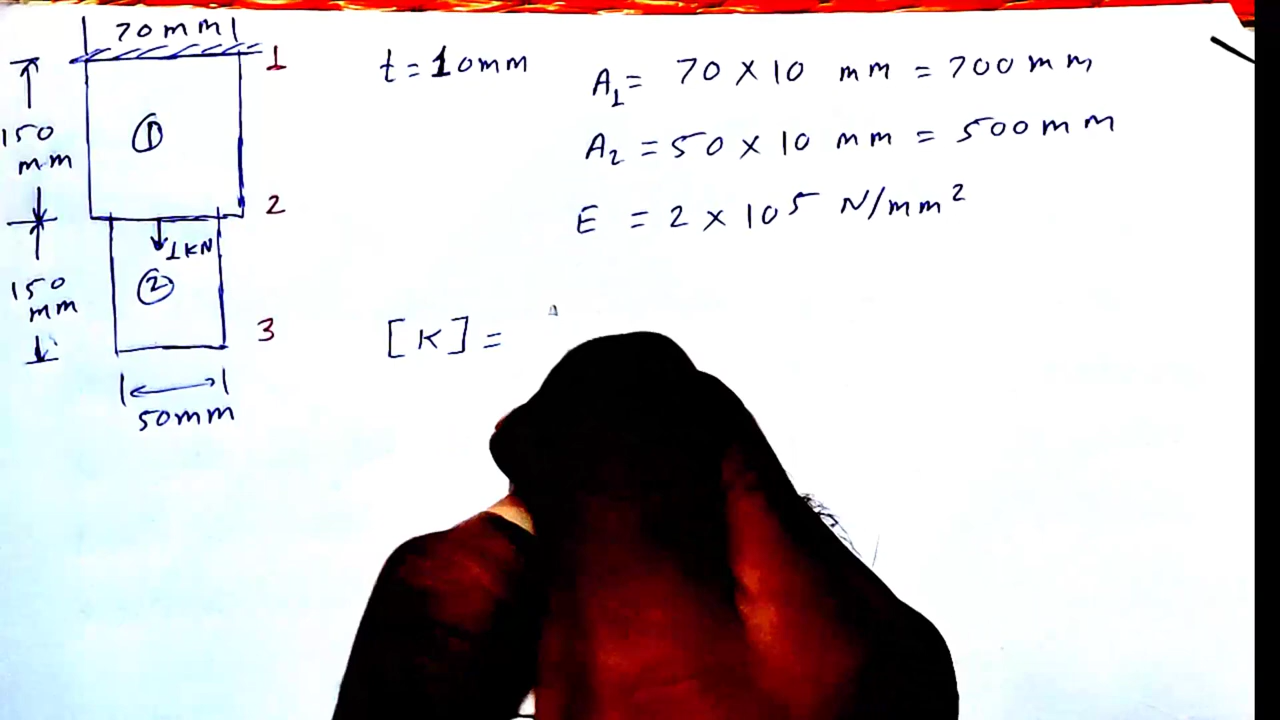 70mm
1
t = 10mm
A1 = 70 × 10 mm = 700 mm
150 mm
①
A2 = 50 × 10 mm = 500 mm
2
E = 2 × 10^5 N/mm^2
1KN
②
150 mm
3
[K] =
50mm